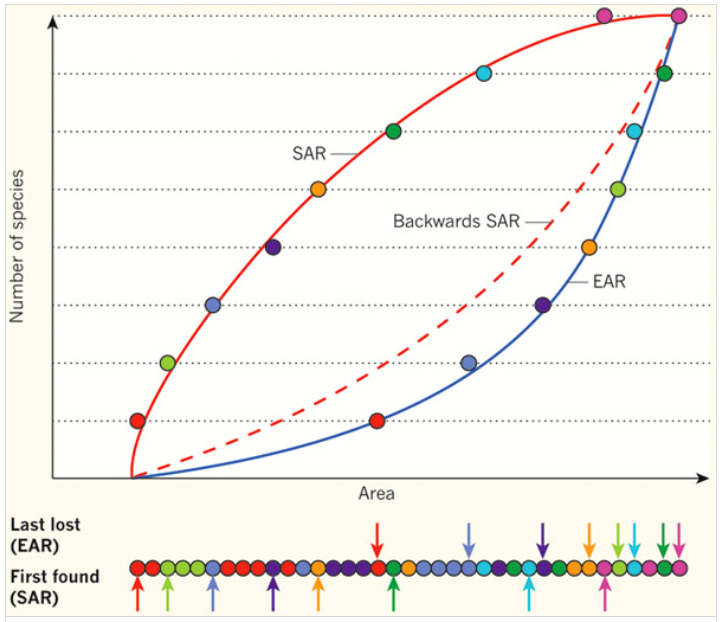 SAR
Backwards SAR
EAR
Number of species
Area
Last lost
(EAR)
First found
(SAR)